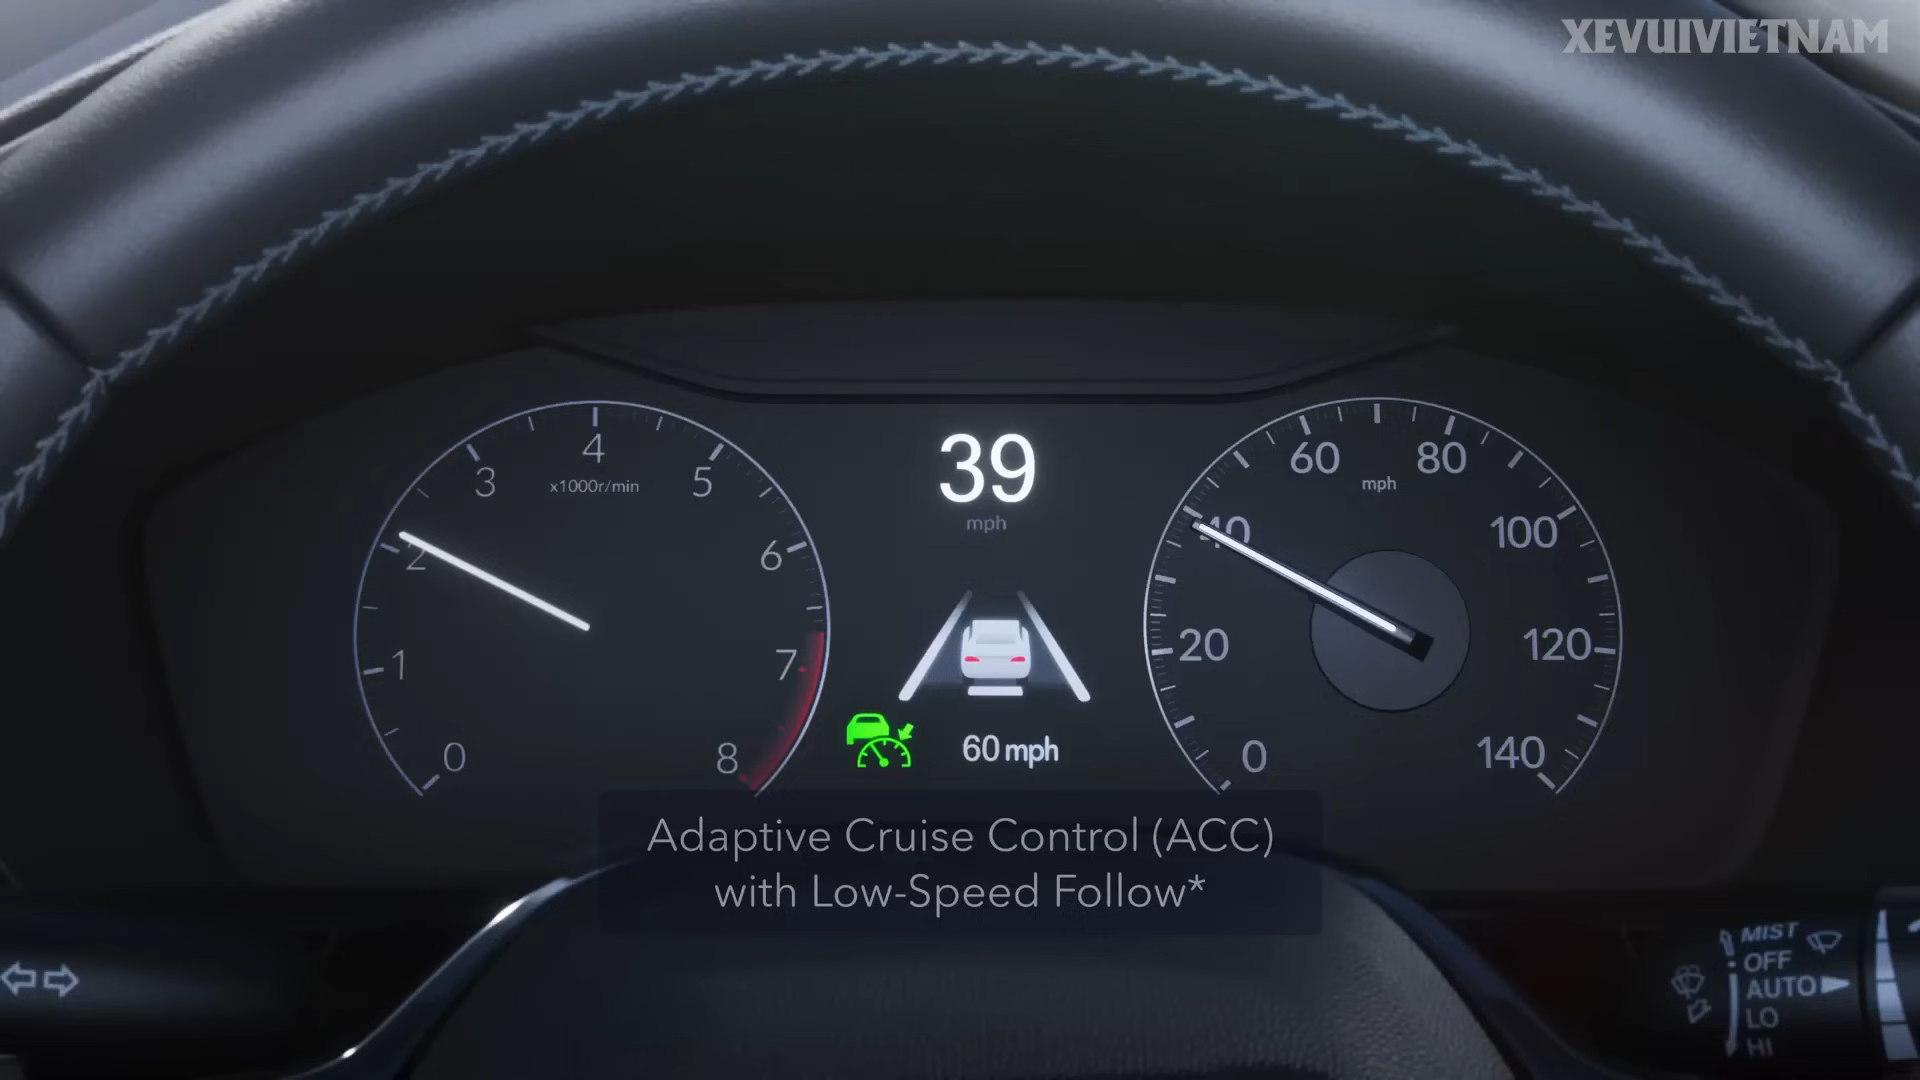 XEVUIVIETNAM
39
mph
0
1
2
3
4
5
6
7
8
x1000r/min
0
20
40
60
80
100
120
140
mph
60 mph
Adaptive Cruise Control (ACC)
with Low-Speed Follow*
MIST
OFF
AUTO
LO
HI